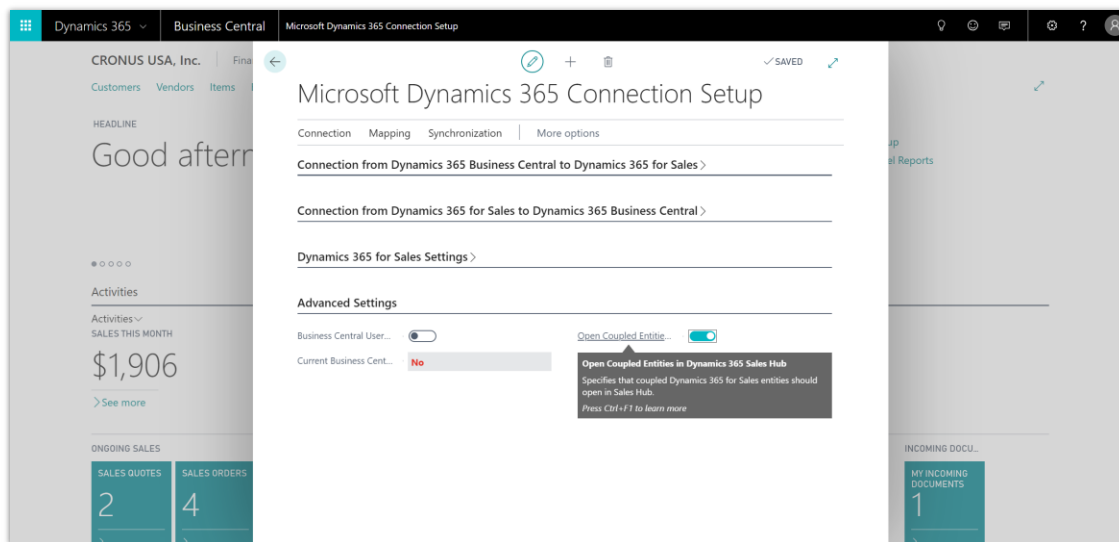 Dynamics 365 Business Central Microsoft Dynamics 365 Connection Setup ?
CRONUS USA, Inc. Fina
Customers Vendors Items
HEADLINE
Good aftern
Activities
Activities
SALES THIS MONTH
$1,906
See more
ONGOING SALES
SALES QUOTES
2
SALES ORDERS
4
SAVED
Microsoft Dynamics 365 Connection Setup
Connection Mapping Synchronization More options
Connection from Dynamics 365 Business Central to Dynamics 365 for Sales
Connection from Dynamics 365 for Sales to Dynamics 365 Business Central
Dynamics 365 for Sales Settings
Advanced Settings
Business Central User...
Current Business Cent... No
Open Coupled Entitie...
Open Coupled Entities in Dynamics 365 Sales Hub
Specifies that coupled Dynamics 365 for Sales entities should
open in Sales Hub.
Press Ctrl+F1 to learn more
up
el Reports
INCOMING DOCU...
MY INCOMING
DOCUMENTS
1